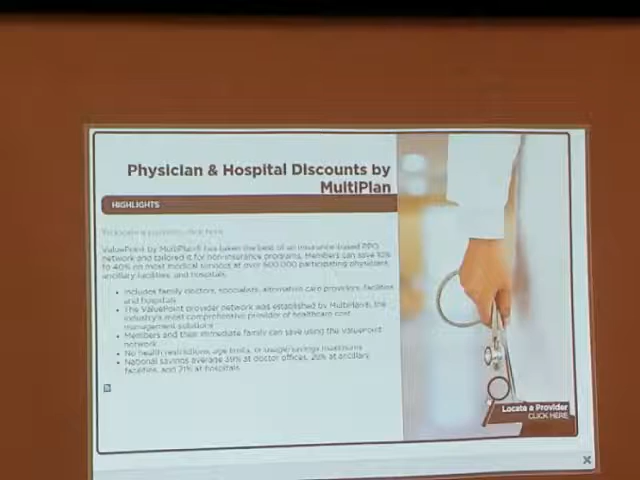 Physician & Hospital Discounts by
MultiPlan
HIGHLIGHTS
To locate a provider, click here.
ValuePoint by MultiPlan® has taken the best of an insurance-based PPO
network and tailored it for non-insurance programs. Members can save 10%
to 40% on most medical services at over 600,000 participating physicians,
ancillary facilities, and hospitals.
Includes family doctors, specialists, alternative care providers, facilities
and hospitals
The ValuePoint provider network was established by MultiPlan®, the
industry's most comprehensive provider of healthcare cost
management solutions
Members and their immediate family can save using the ValuePoint
network
No health restrictions, age limits, or usage/savings maximums
National savings average at doctor offices, at ancillary
facilities, and 21% at hospitals
Locate a Provider
CLICK HERE